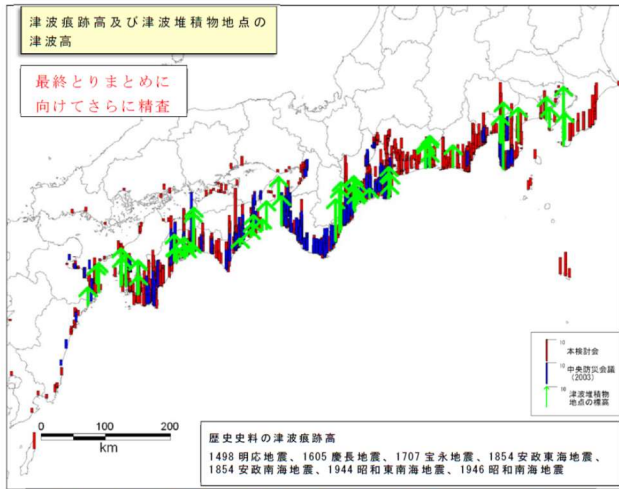 津波痕跡高及び津波堆積物地点の
津波高
最終とりまとめに
向けてさらに精査
10
本検討会
10
中央防災会議
(2003)
10
津波堆積物
地点の標高
0 100 200
km
歴史史料の津波痕跡高
1498 明応地震、1605 慶長地震、1707 宝永地震、1854 安政東海地震、
1854 安政南海地震、1944 昭和東南海地震、1946 昭和南海地震